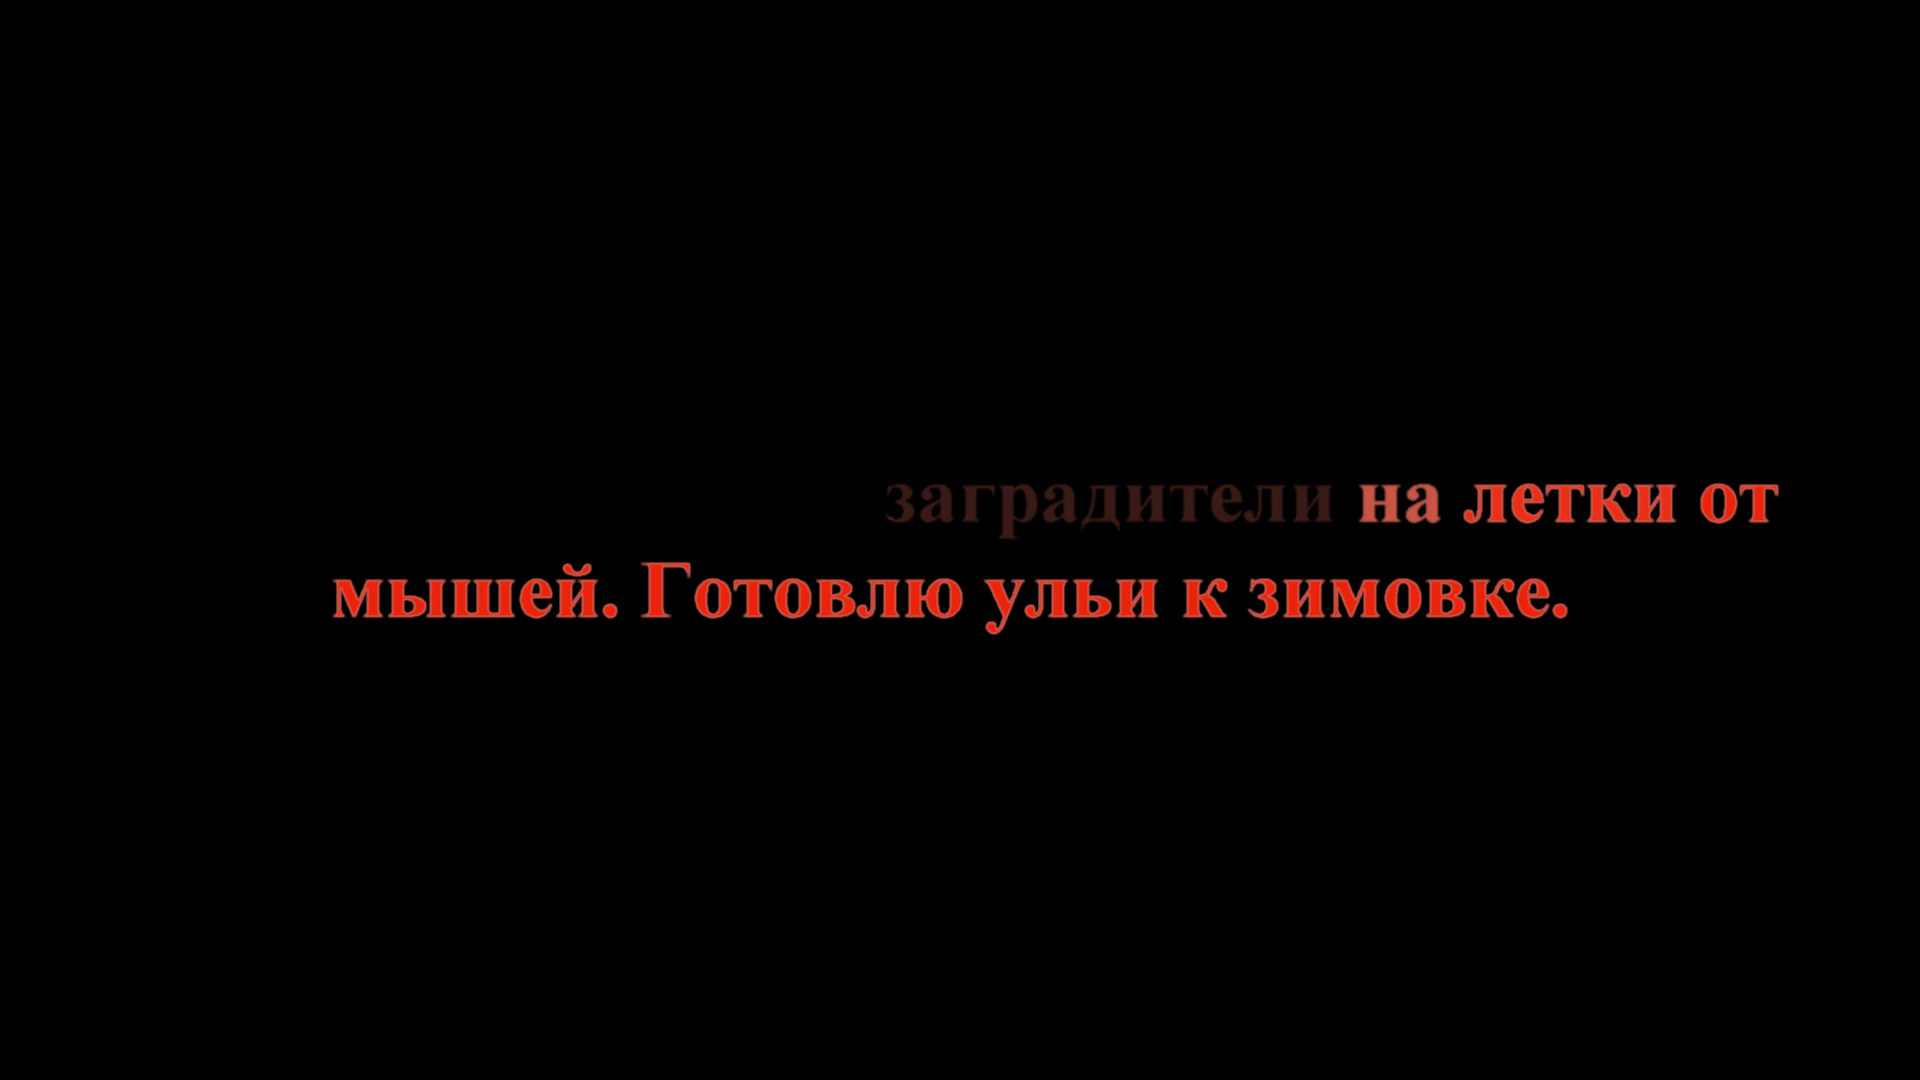 заградители на летки от
мышей. Готовлю ульи к зимовке.